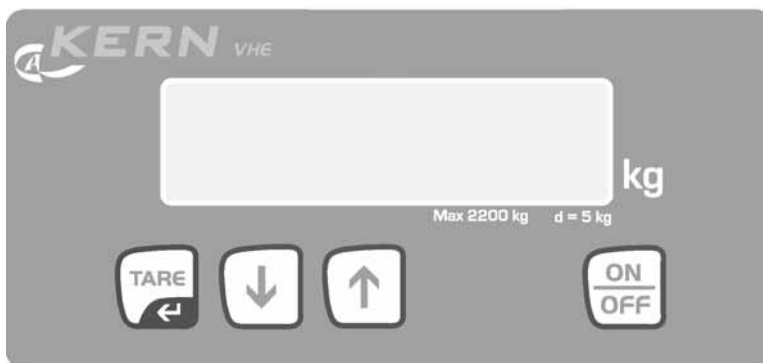 KERN VHE
kg
Max 2200 kg d = 5 kg
TARE
ON
OFF